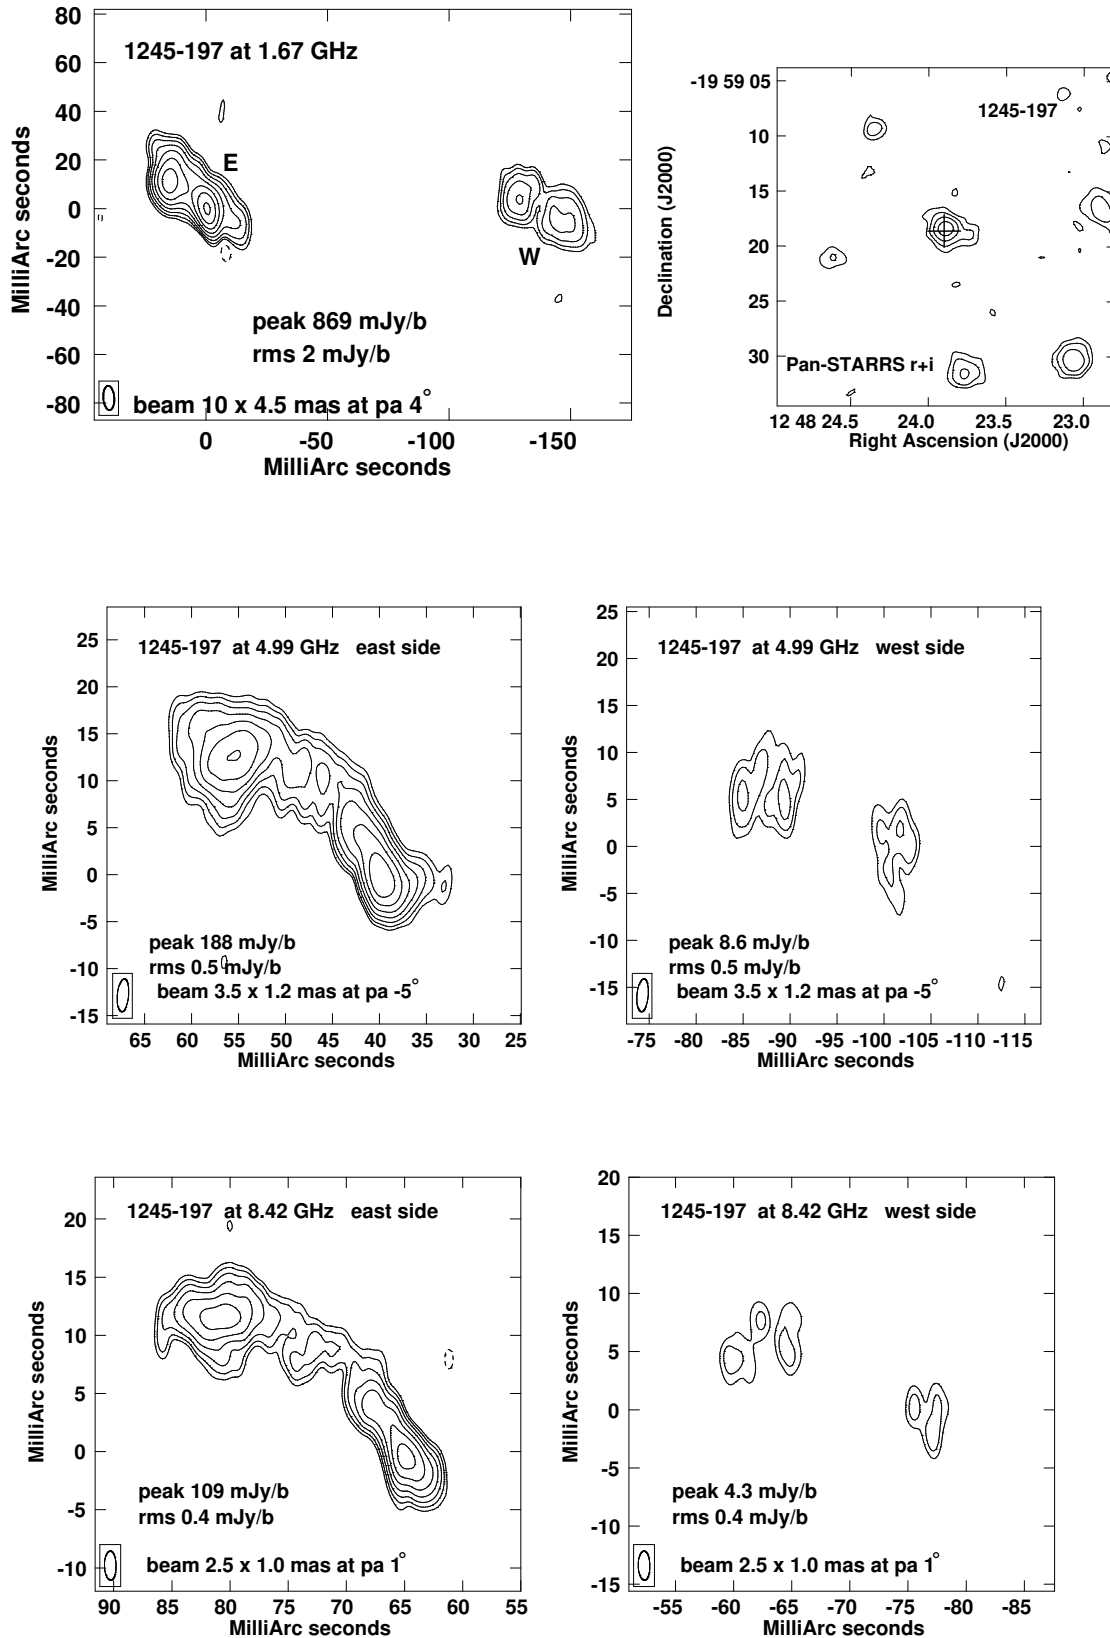 1245-197 at 1.67 GHz
80
60
40
20
0
-20
-40
-60
-80
MilliArc seconds
E
W
peak 869 mJy/b
rms 2 mJy/b
beam 10 x 4.5 mas at pa 4°
0 -50 -100 -150
MilliArc seconds
-19 59 05
10
15
20
25
30
Declination (J2000)
1245-197
Pan-STARRS r+i
12 48 24.5 24.0 23.5 23.0
Right Ascension (J2000)
1245-197 at 4.99 GHz east side
25
20
15
10
5
0
-5
-10
-15
MilliArc seconds
peak 188 mJy/b
rms 0.5 mJy/b
beam 3.5 x 1.2 mas at pa -5°
65 60 55 50 45 40 35 30 25
MilliArc seconds
1245-197 at 4.99 GHz west side
25
20
15
10
5
0
-5
-10
-15
MilliArc seconds
peak 8.6 mJy/b
rms 0.5 mJy/b
beam 3.5 x 1.2 mas at pa -5°
-75 -80 -85 -90 -95 -100 -105 -110 -115
MilliArc seconds
1245-197 at 8.42 GHz east side
20
15
10
5
0
-5
-10
MilliArc seconds
peak 109 mJy/b
rms 0.4 mJy/b
beam 2.5 x 1.0 mas at pa 1°
90 85 80 75 70 65 60 55
MilliArc seconds
1245-197 at 8.42 GHz west side
20
15
10
5
0
-5
-10
-15
MilliArc seconds
peak 4.3 mJy/b
rms 0.4 mJy/b
beam 2.5 x 1.0 mas at pa 1°
-55 -60 -65 -70 -75 -80 -85
MilliArc seconds